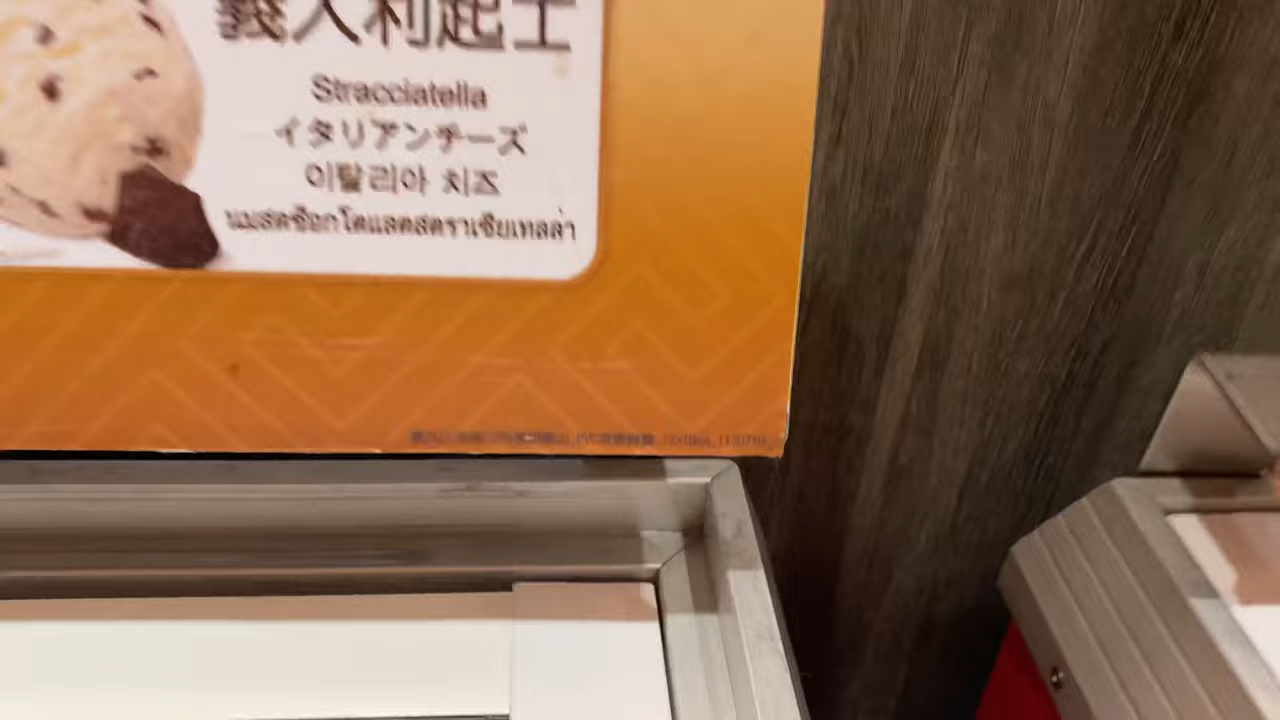 義大利起士
Stracciatella
イタリアンチーズ
이탈리아 치즈
นมสดช็อกโตแลตสตราเซียเทลล่า